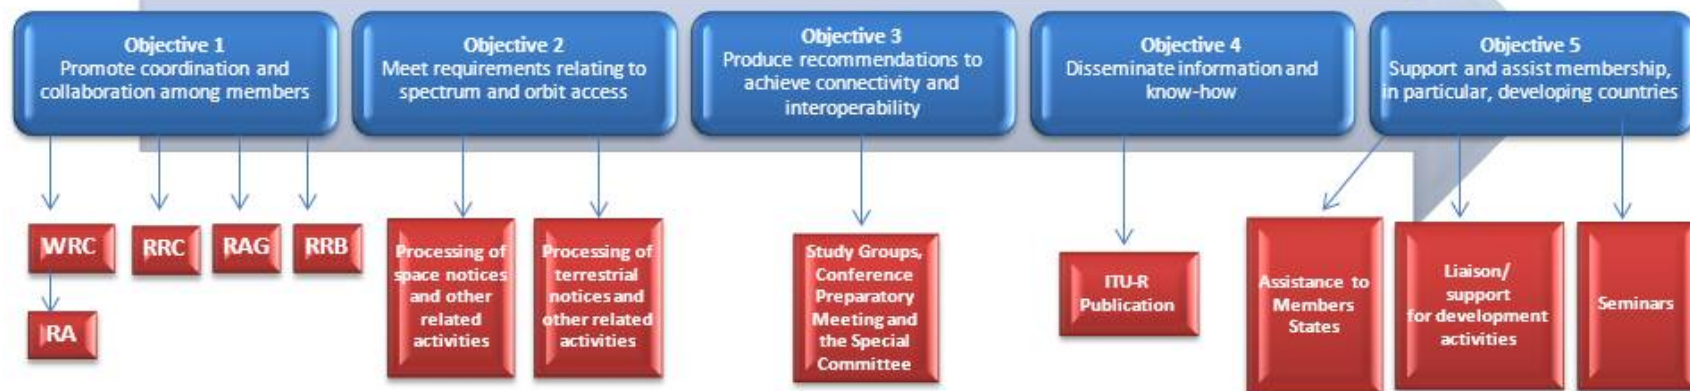 Objective 1
Promote coordination and
collaboration among members
Objective 2
Meet requirements relating to
spectrum and orbit access
Objective 3
Produce recommendations to
achieve connectivity and
interoperability
Objective 4
Disseminate information and
know-how
Objective 5
Support and assist membership,
in particular, developing countries
WRC
RA
RRC
RAG
RRB
Processing of
space notices
and other
related
activities
Processing of
terrestrial
notices and
other related
activities
Study Groups,
Conference
Preparatory
Meeting and
the Special
Committee
ITU-R
Publication
Assistance to
Members
States
Liaison/
support
for development
activities
Seminars